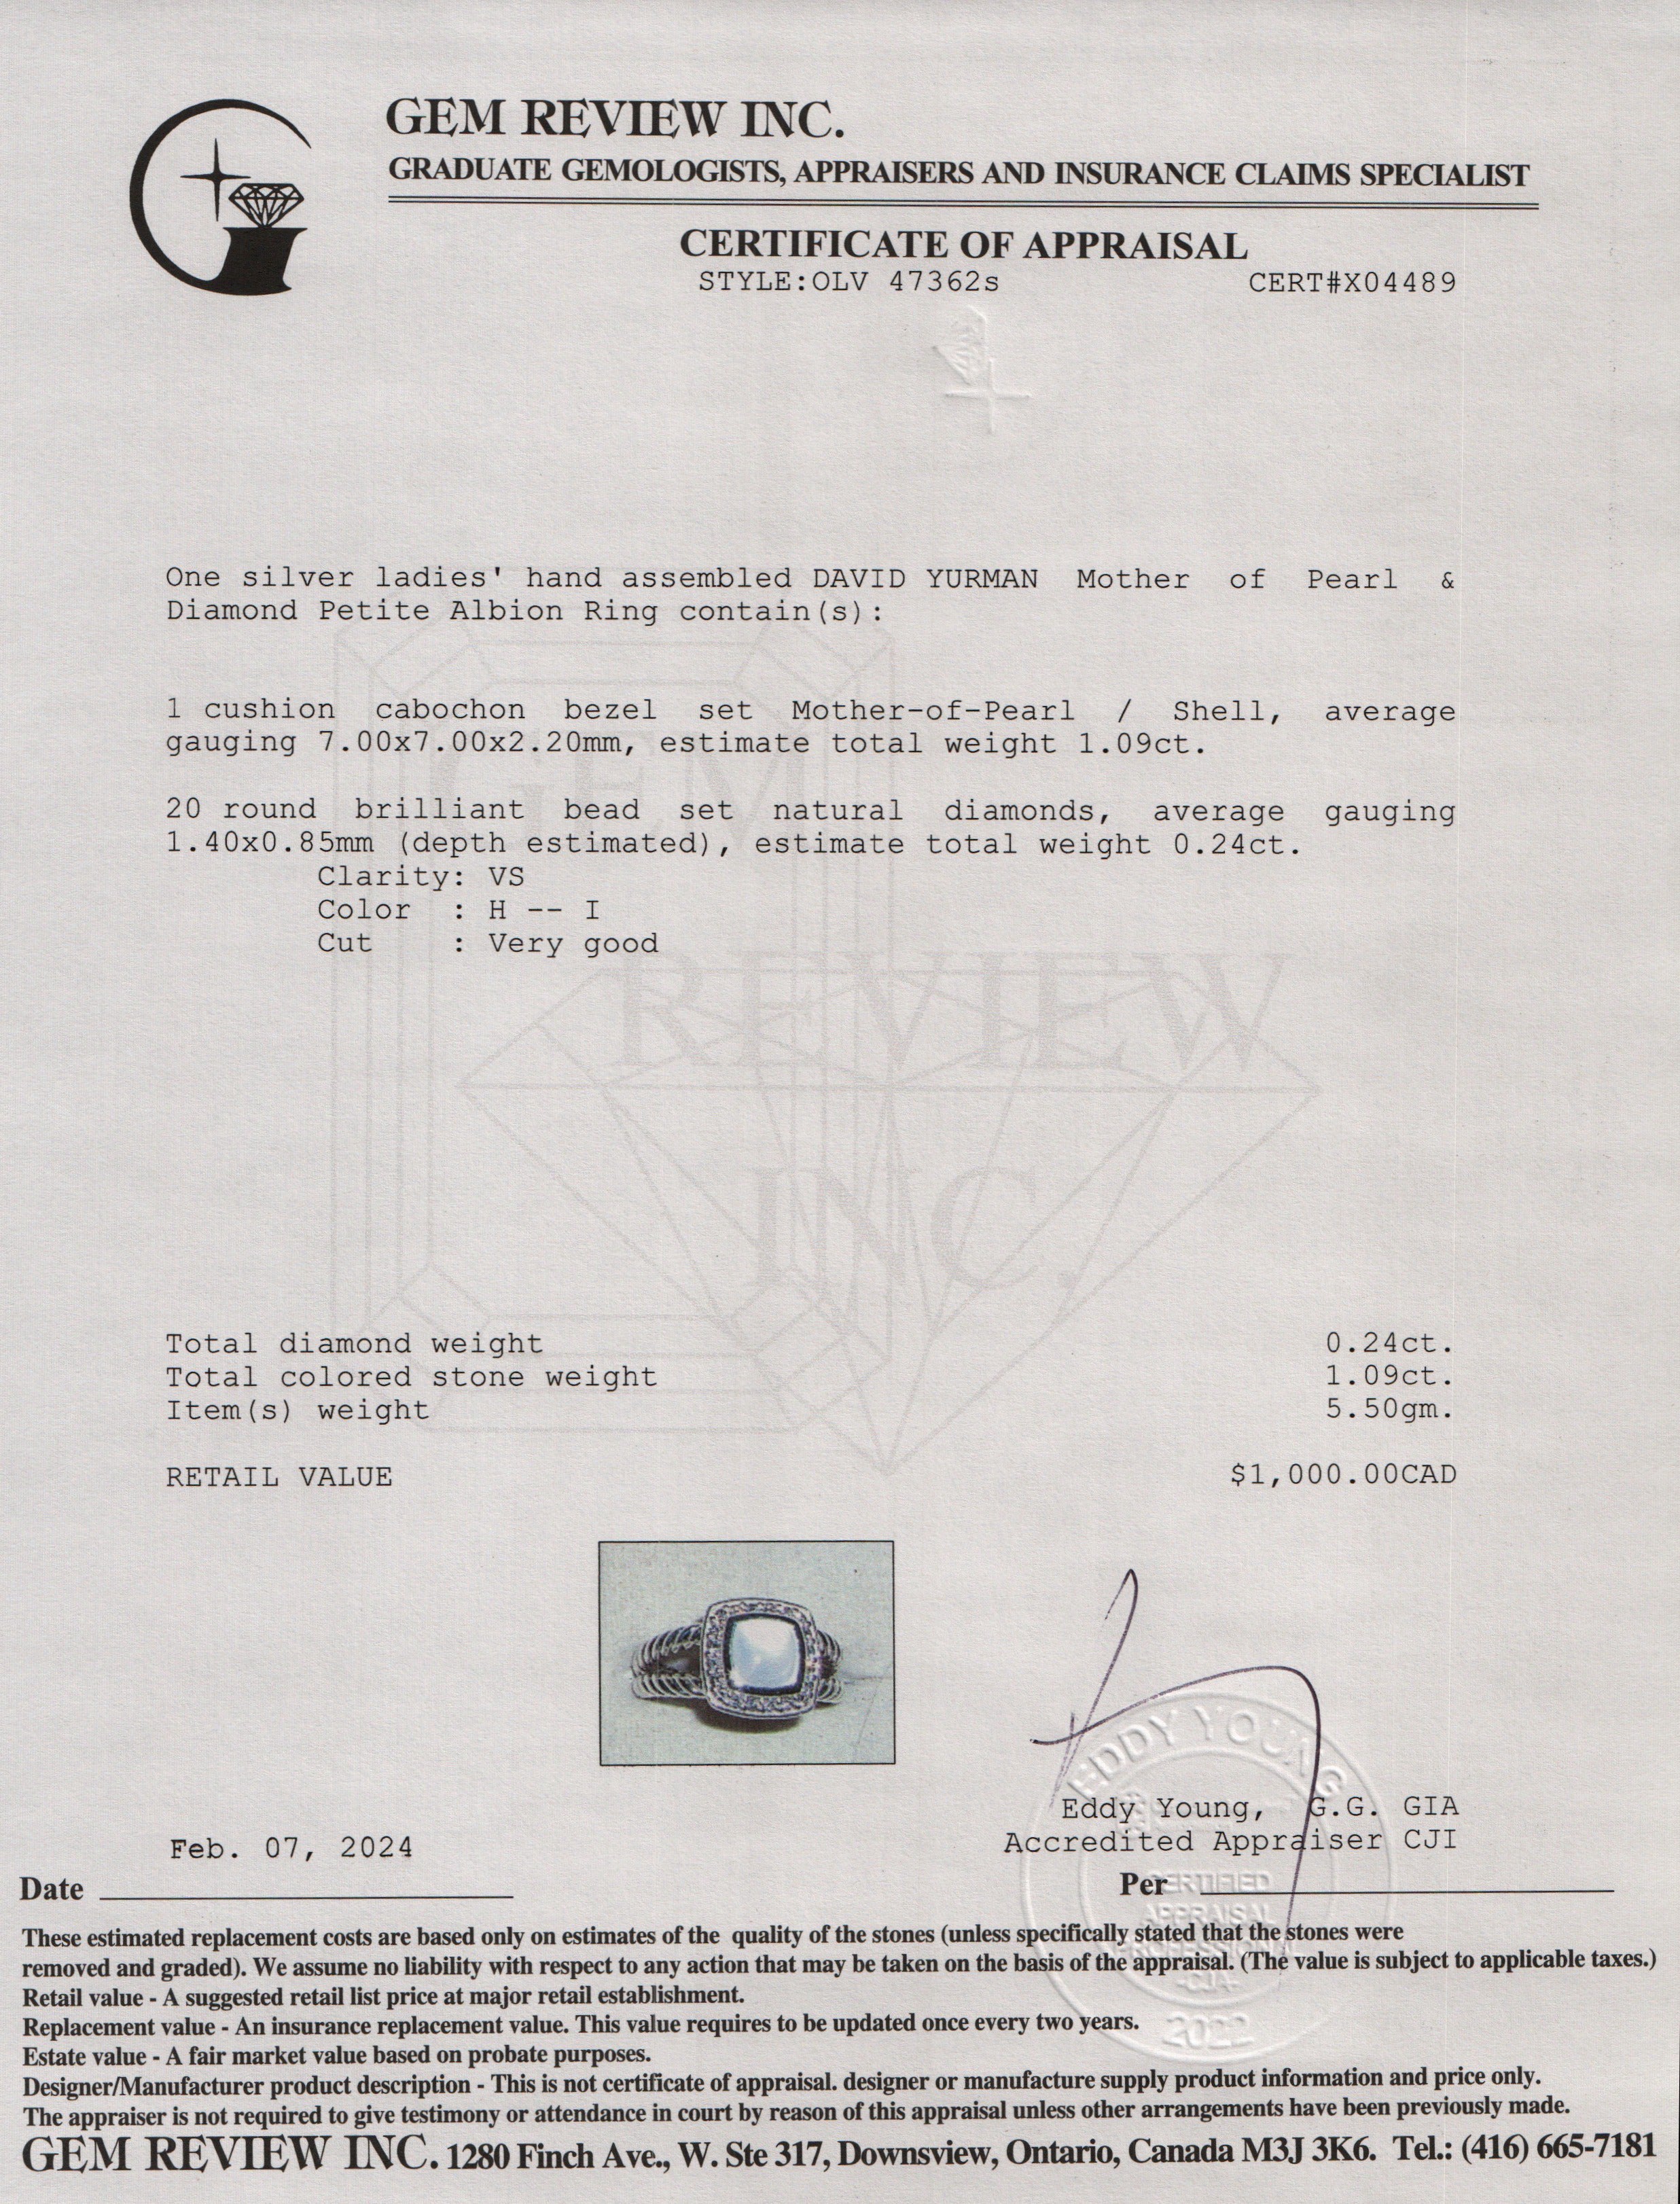 GEM REVIEW INC.
GRADUATE GEMOLOGISTS, APPRAISERS AND INSURANCE CLAIMS SPECIALIST
CERTIFICATE OF APPRAISAL
STYLE:OLV 47362s CERT#X04489
One silver ladies' hand assembled DAVID YURMAN Mother of Pearl &
Diamond Petite Albion Ring contain(s):
1 cushion cabochon bezel set Mother-of-Pearl / Shell, average
gauging 7.00x7.00x2.20mm, estimate total weight 1.09ct.
20 round brilliant bead set natural diamonds, average gauging
1.40x0.85mm (depth estimated), estimate total weight 0.24ct.
Clarity: VS
Color : H -- I
Cut : Very good
GEM
REVIEW
INC.
Total diamond weight 0.24ct.
Total colored stone weight 1.09ct.
Item(s) weight 5.50gm.
RETAIL VALUE $1,000.00CAD
EDDY YOUNG
Eddy Young, G.G. GIA
Accredited Appraiser CJI
Feb. 07, 2024
Date
Per
CERTIFIED
APPRAISAL
PROFESSIONAL
-CJA-
2022
These estimated replacement costs are based only on estimates of the quality of the stones (unless specifically stated that the stones were
removed and graded). We assume no liability with respect to any action that may be taken on the basis of the appraisal. (The value is subject to applicable taxes.)
Retail value - A suggested retail list price at major retail establishment.
Replacement value - An insurance replacement value. This value requires to be updated once every two years.
Estate value - A fair market value based on probate purposes.
Designer/Manufacturer product description - This is not certificate of appraisal. designer or manufacture supply product information and price only.
The appraiser is not required to give testimony or attendance in court by reason of this appraisal unless other arrangements have been previously made.
GEM REVIEW INC. 1280 Finch Ave., W. Ste 317, Downsview, Ontario, Canada M3J 3K6. Tel.: (416) 665-7181